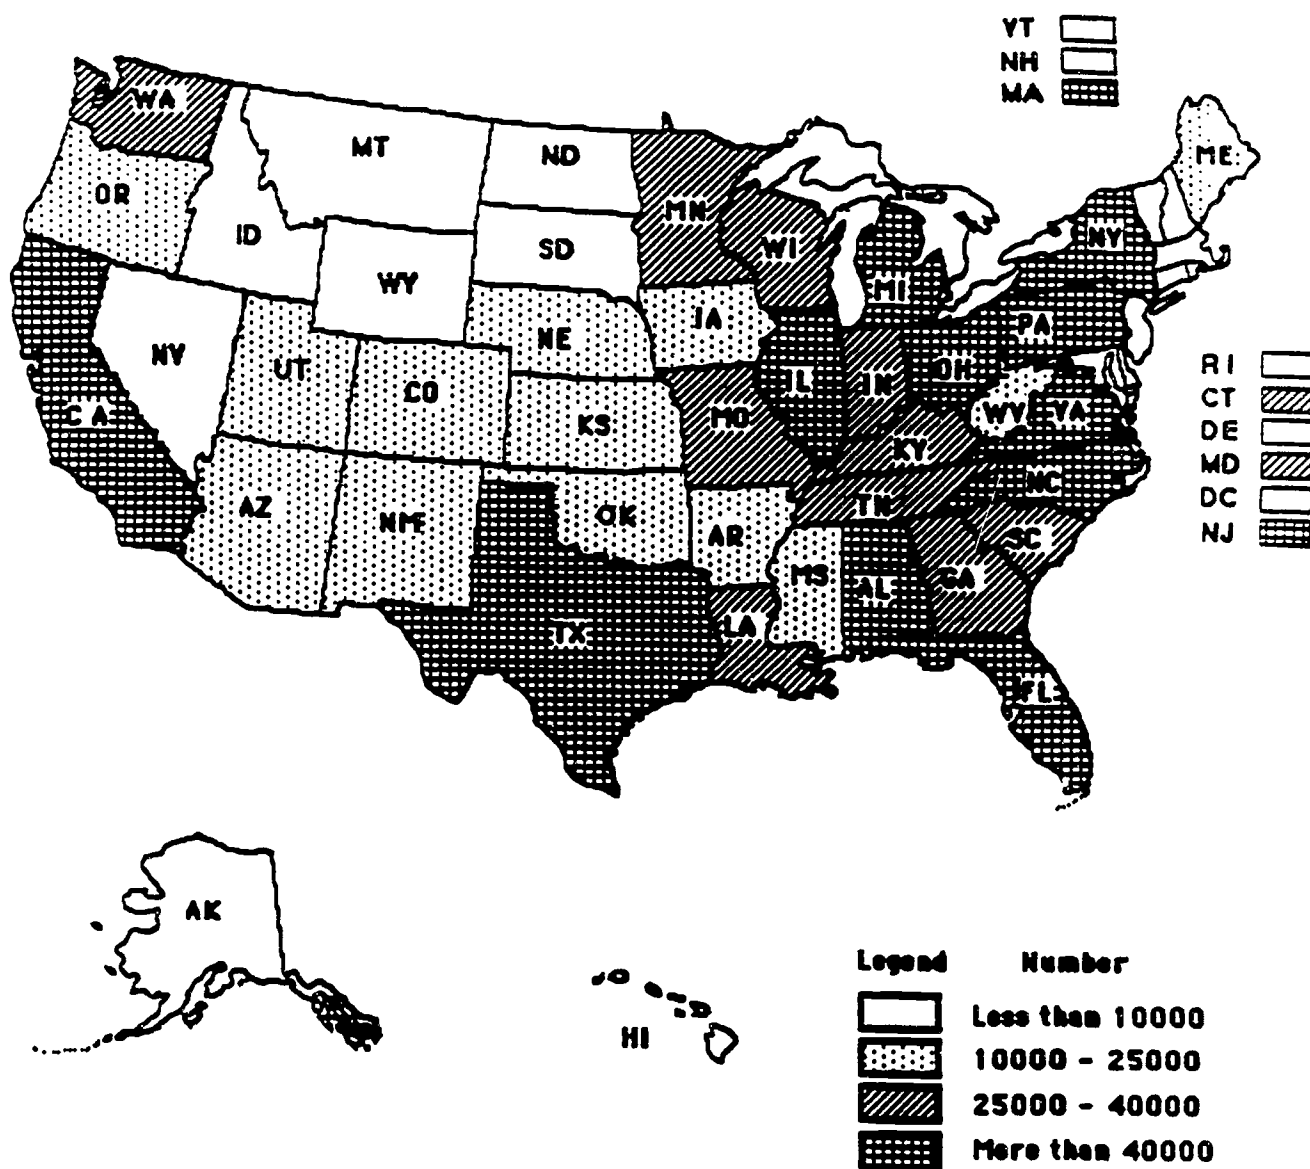 VT
NH
MA
WA
MT
ND
MN
ME
OR
ID
SD
WI
NY
WY
MI
NV
UT
CO
NE
IA
PA
IL
IN
OH
CA
KS
MO
WV
VA
KY
RI
CT
DE
MD
DC
NJ
AZ
NM
OK
AR
TN
NC
SC
MS
AL
GA
TX
LA
FL
AK
HI
Legend Number
Less than 10000
10000 - 25000
25000 - 40000
More than 40000